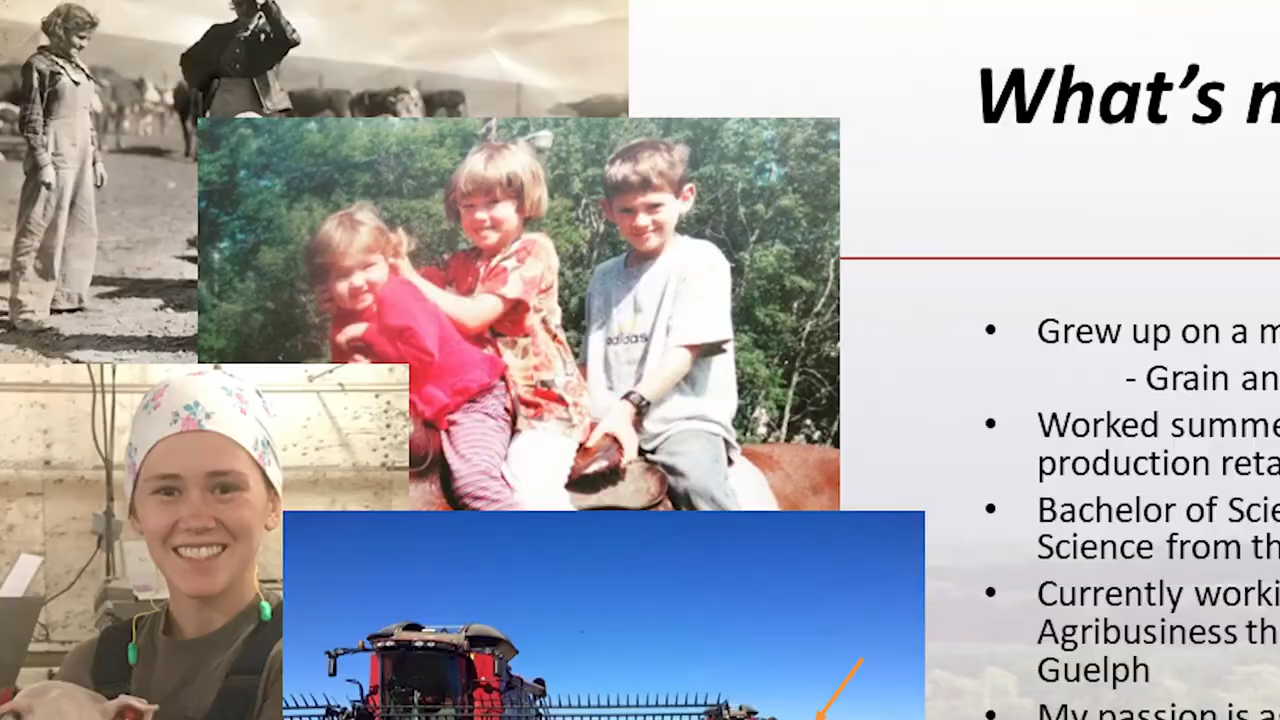 What's n
adidas
• Grew up on a m
- Grain an
• Worked summe
production reta
• Bachelor of Scie
Science from th
• Currently worki
Agribusiness th
Guelph
• My passion is a